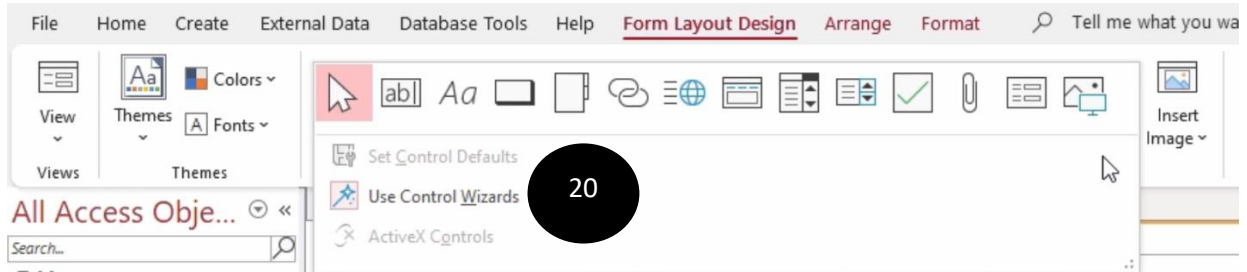 File Home Create External Data Database Tools Help Form Layout Design Arrange Format Tell me what you wa
View
Views
Aa
Themes
Colors
A Fonts
Themes
ab Aa
Set Control Defaults
Use Control Wizards
ActiveX Controls
20
Insert
Image
All Access Obje... «
Search...